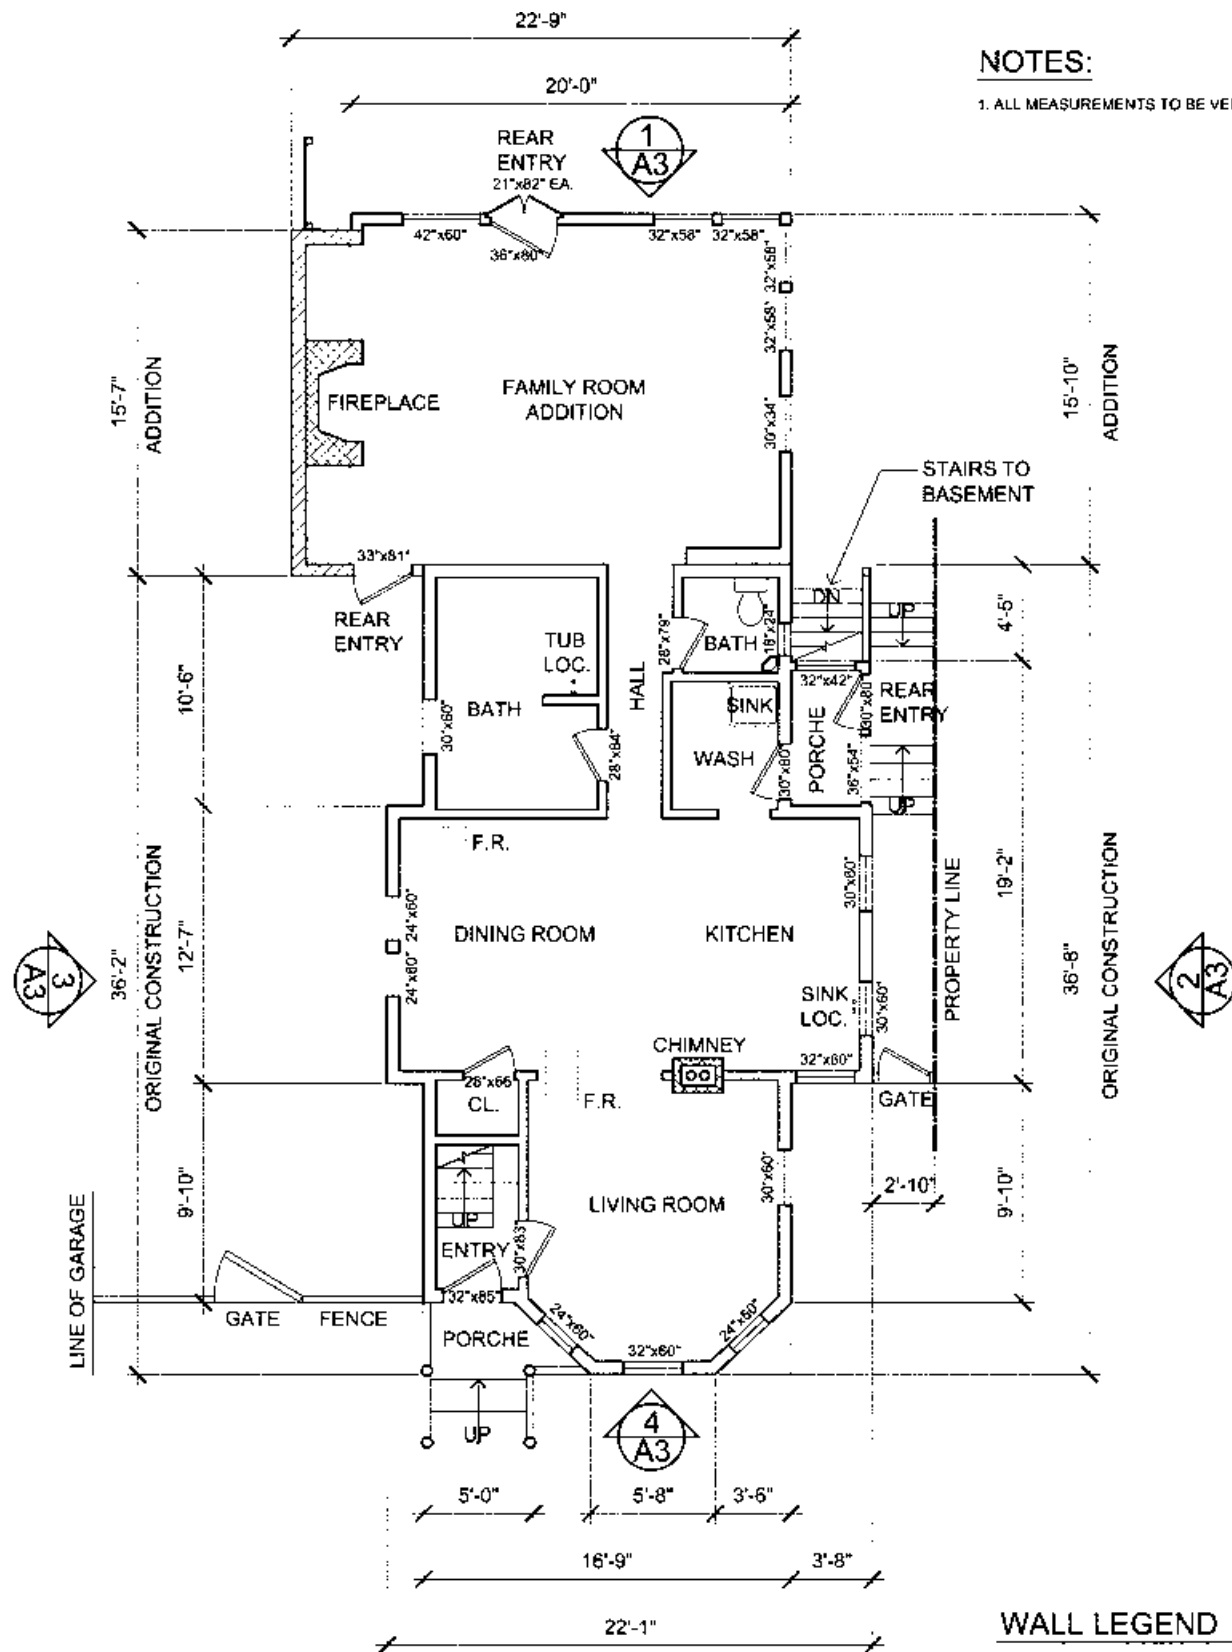 22'-9"
NOTES:
20'-0"
1. ALL MEASUREMENTS TO BE
REAR
ENTRY
21"x82" EA.
1
A3
42"x60"
36"x80"
32"x58"
32"x58"
32"x58"
32"x58"
15'-7"
ADDITION
FIREPLACE
FAMILY ROOM
ADDITION
30"x34"
15'-10"
ADDITION
STAIRS TO
BASEMENT
33"x81"
REAR
ENTRY
TUB
LOC.
HALL
28"x79"
BATH
18"x24"
DN
UP
4'-5"
32"x42"
10'-6"
BATH
30"x60"
28"x84"
SINK
WASH
30"x80"
PORCHE
30"x80"
36"x54"
REAR
ENTRY
UP
F.R.
ORIGINAL CONSTRUCTION
36'-2"
12'-7"
24"x60"
24"x60"
DINING ROOM
KITCHEN
30"x60"
PROPERTY LINE
19'-2"
36'-8"
ORIGINAL CONSTRUCTION
3
A3
2
A3
SINK
LOC.
30"x60"
CHIMNEY
32"x60"
28"x66"
CL.
F.R.
GATE
9'-10"
LIVING ROOM
30"x60"
2'-10"
9'-10"
UP
ENTRY
30"x83"
LINE OF GARAGE
GATE
FENCE
32"x85"
PORCHE
24"x60"
32"x60"
24"x60"
UP
4
A3
5'-0"
5'-8"
3'-6"
16'-9"
3'-8"
22'-1"
WALL LEGEND